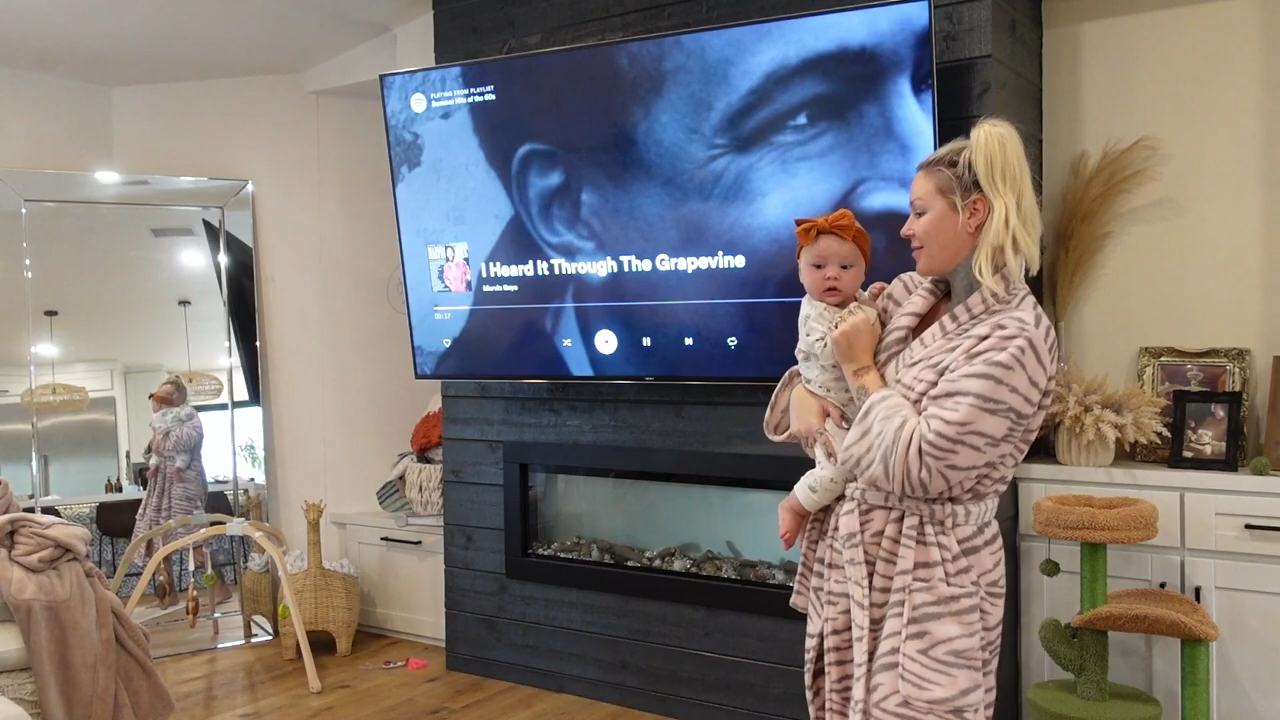 PLAYING FROM PLAYLIST
Summer Hits of the 60s
I Heard It Through The Grapevine
Marvin Gaye
00:17